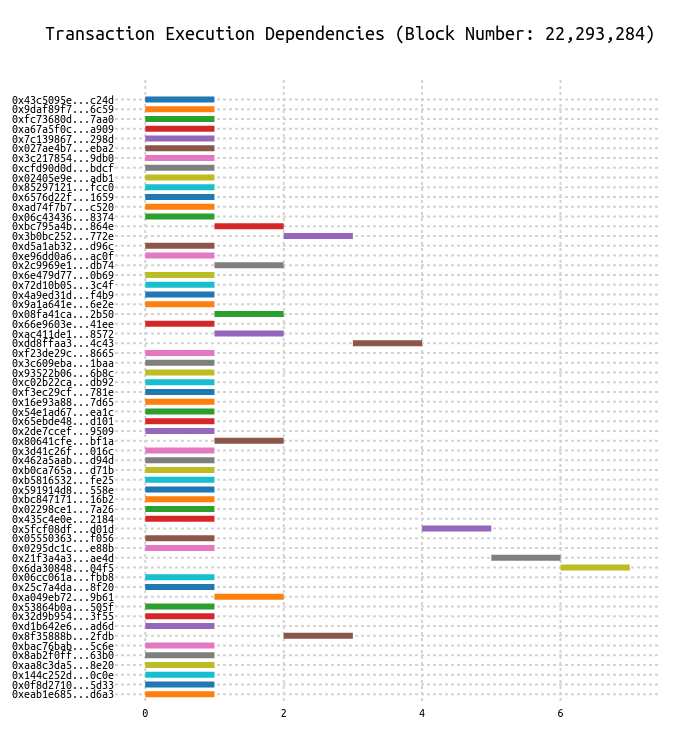 Transaction Execution Dependencies (Block Number: 22,293,284)
0x43c5095e...c24d
0x9daf89f7...6c59
0xfc73680d...7aa0
0xa67a5f0c...a909
0x7c139867...298d
0x027ae4b7...eba2
0x3c217854...9db0
0xcfd90d0d...bdcf
0x02405e9e...adb1
0x85297121...fcc0
0x6576d22f...1659
0xad74f7b7...c520
0x06c43436...8374
0xbc795a4b...864e
0x3b0bc252...772e
0xd5a1ab32...d96c
0xe96dd0a6...ac0f
0x2c9969e1...db74
0x6e479d77...0b69
0x72d10b05...3c4f
0x4a9ed31d...f4b9
0x9a1a641e...6e2e
0x08fa41ca...2b50
0x66e9603e...41ee
0xac411de1...8572
0xdd8ffaa3...4c43
0xf23de29c...8665
0x3c609eba...1baa
0x93522b06...6b8c
0xc02b22ca...db92
0xf3ec29cf...781e
0x16e93a88...7d65
0x54e1ad67...ea1c
0x65ebde48...d101
0x2de7ccef...9509
0x80641cfe...bf1a
0x3d41c26f...016c
0x462a5aab...d94d
0xb0ca765a...d71b
0xb5816532...fe25
0x591914d8...558e
0xbc847171...16b2
0x02298ce1...7a26
0x435c4e0e...2184
0x5fcf08df...d01d
0x05550363...f056
0x0295dc1c...e88b
0x21f3a4a3...ae4d
0x6da30848...04f5
0x06cc061a...fbb8
0x25c7a4da...8f20
0xa049eb72...9b61
0x53864b0a...505f
0x32d9b954...3f55
0xd1b642e6...ad6d
0x8f35888b...2fdb
0xbac76bab...5c6e
0x8ab2f0ff...63b0
0xaa8c3da5...8e20
0x144c252d...0c0e
0x0f8d2710...5d33
0xeab1e685...d6a3
0 2 4 6